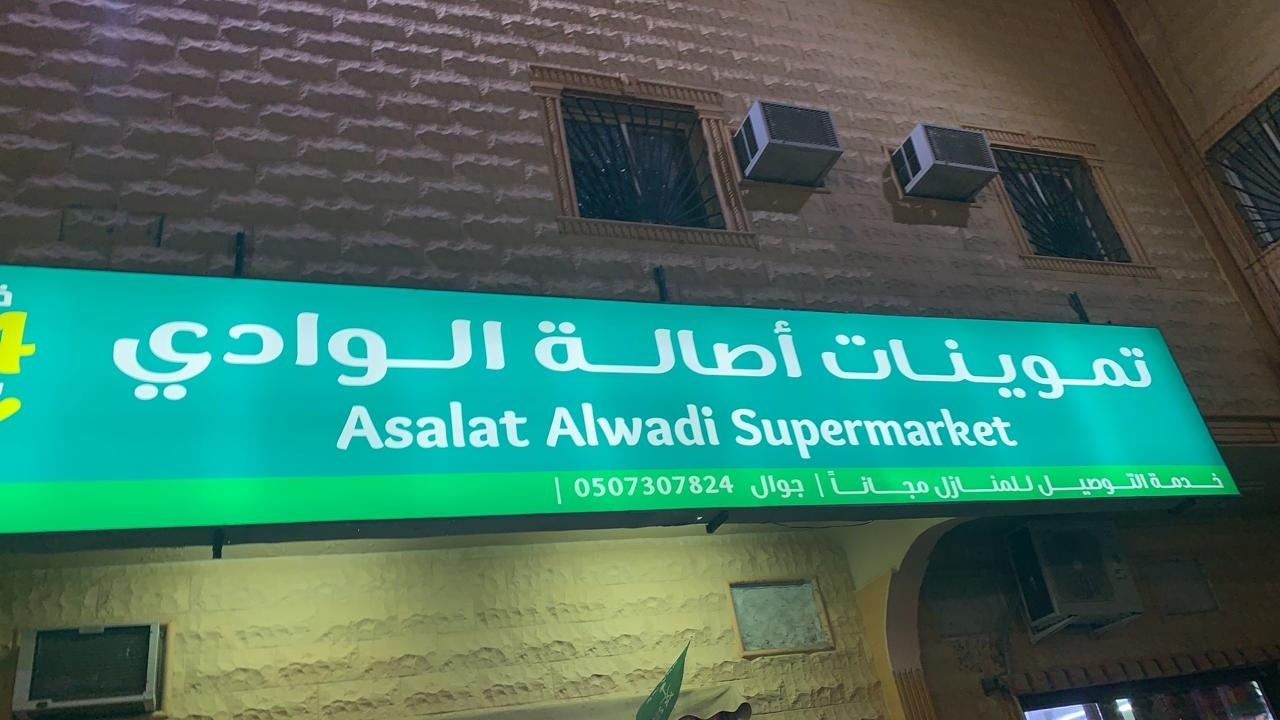 تموينات أصالة الوادي
Asalat Alwadi Supermarket
خدمة التوصيل للمنازل مجاناً | جوال 0507307824 |